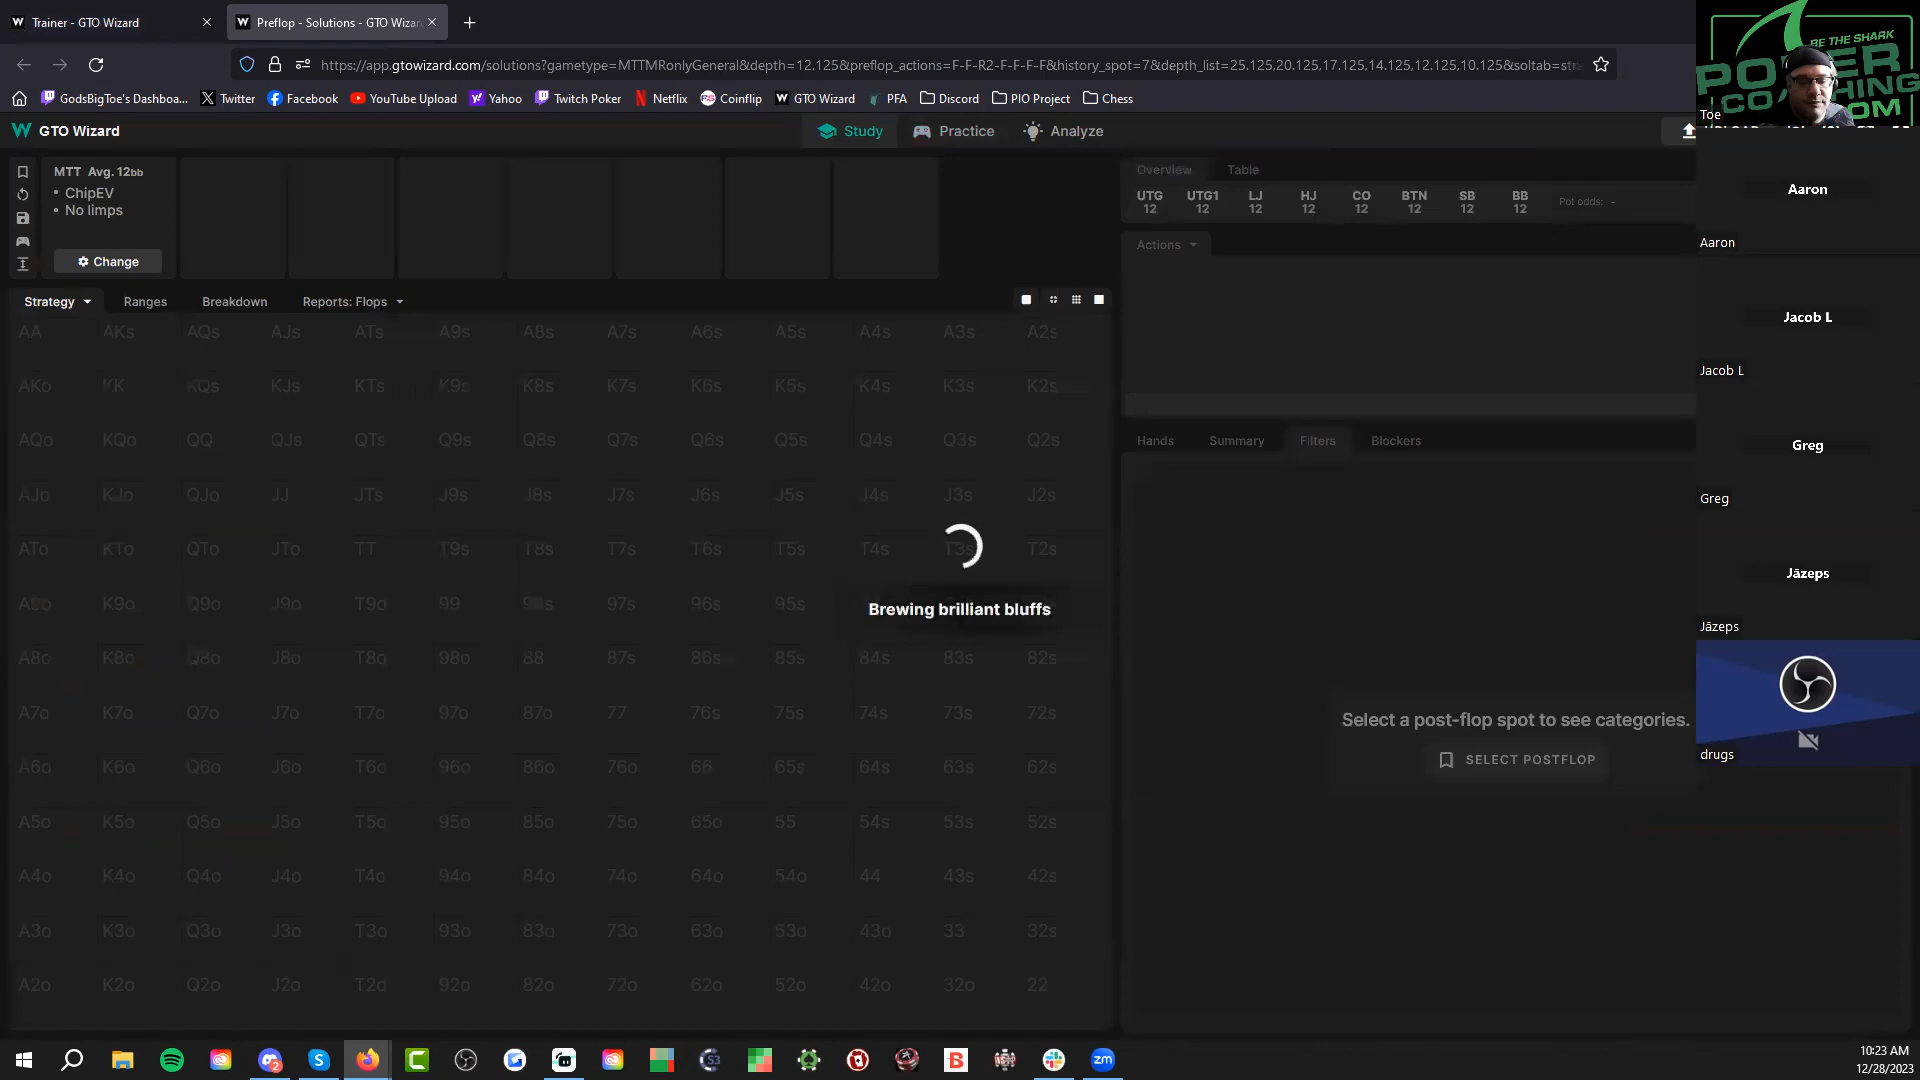 Trainer - GTO Wizard
Preflop - Solutions - GTO Wizar
https://app.gtowizard.com/solutions?gametype=MTTMRonlyGeneral&depth=12.125&preflop_actions=F-F-R2-F-F-F-F&history_spot=7&depth_list=25.125,20.125,17.125,14.125,12.125,10.125&soltab=stra
GodsBigToe's Dashboa...
Twitter
Facebook
YouTube Upload
Yahoo
Twitch Poker
Netflix
Coinflip
GTO Wizard
PFA
Discord
PIO Project
Chess
GTO Wizard
Study
Practice
Analyze
MTT Avg. 12bb
• ChipEV
• No limps
Change
Overview
Table
UTG UTG1 LJ HJ CO BTN SB BB
12 12 12 12 12 12 12 12
Pot odds: -
Actions
Strategy
Ranges
Breakdown
Reports: Flops
AA AKs AQs AJs ATs A9s A8s A7s A6s A5s A4s A3s A2s
AKo KK KQs KJs KTs K9s K8s K7s K6s K5s K4s K3s K2s
AQo KQo QQ QJs QTs Q9s Q8s Q7s Q6s Q5s Q4s Q3s Q2s
AJo KJo QJo JJ JTs J9s J8s J7s J6s J5s J4s J3s J2s
ATo KTo QTo JTo TT T9s T8s T7s T6s T5s T4s T3s T2s
A9o K9o Q9o J9o T9o 99 98s 97s 96s 95s
A8o K8o Q8o J8o T8o 98o 88 87s 86s 85s 84s 83s 82s
A7o K7o Q7o J7o T7o 97o 87o 77 76s 75s 74s 73s 72s
A6o K6o Q6o J6o T6o 96o 86o 76o 66 65s 64s 63s 62s
A5o K5o Q5o J5o T5o 95o 85o 75o 65o 55 54s 53s 52s
A4o K4o Q4o J4o T4o 94o 84o 74o 64o 54o 44 43s 42s
A3o K3o Q3o J3o T3o 93o 83o 73o 63o 53o 43o 33 32s
A2o K2o Q2o J2o T2o 92o 82o 72o 62o 52o 42o 32o 22
Brewing brilliant bluffs
Hands
Summary
Filters
Blockers
Select a post-flop spot to see categories.
SELECT POSTFLOP
BE THE SHARK
POKER
COACHING
.COM
Toe
Aaron
Aaron
Jacob L
Jacob L
Greg
Greg
Jāzeps
Jāzeps
drugs
10:23 AM
12/28/2023